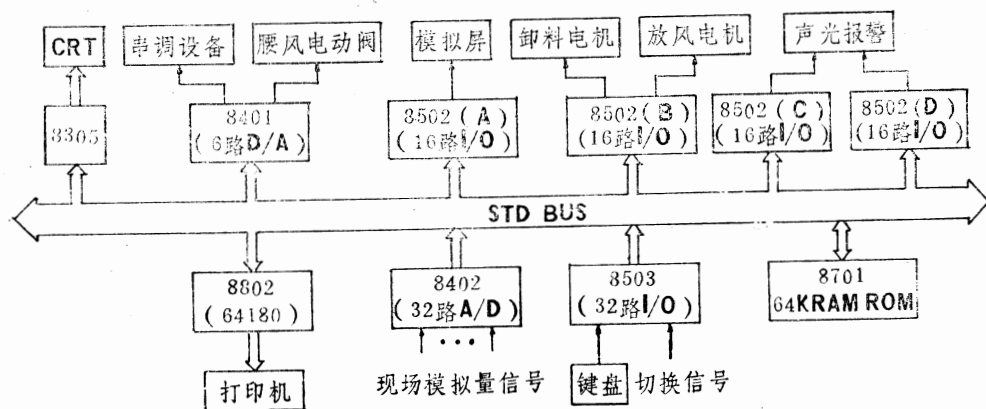 CRT
串调设备
腰风电动阀
模拟屏
卸料电机
放风电机
声光报警
8305
8401
(6路D/A)
8502(A)
(16路I/O)
8502(B)
(16路I/O)
8502(C)
(16路I/O)
8502(D)
(16路I/O)
STD BUS
8802
(64180)
8402
(32路A/D)
8503
(32路I/O)
8701
64KRAM ROM
打印机
现场模拟量信号
键盘
切换信号